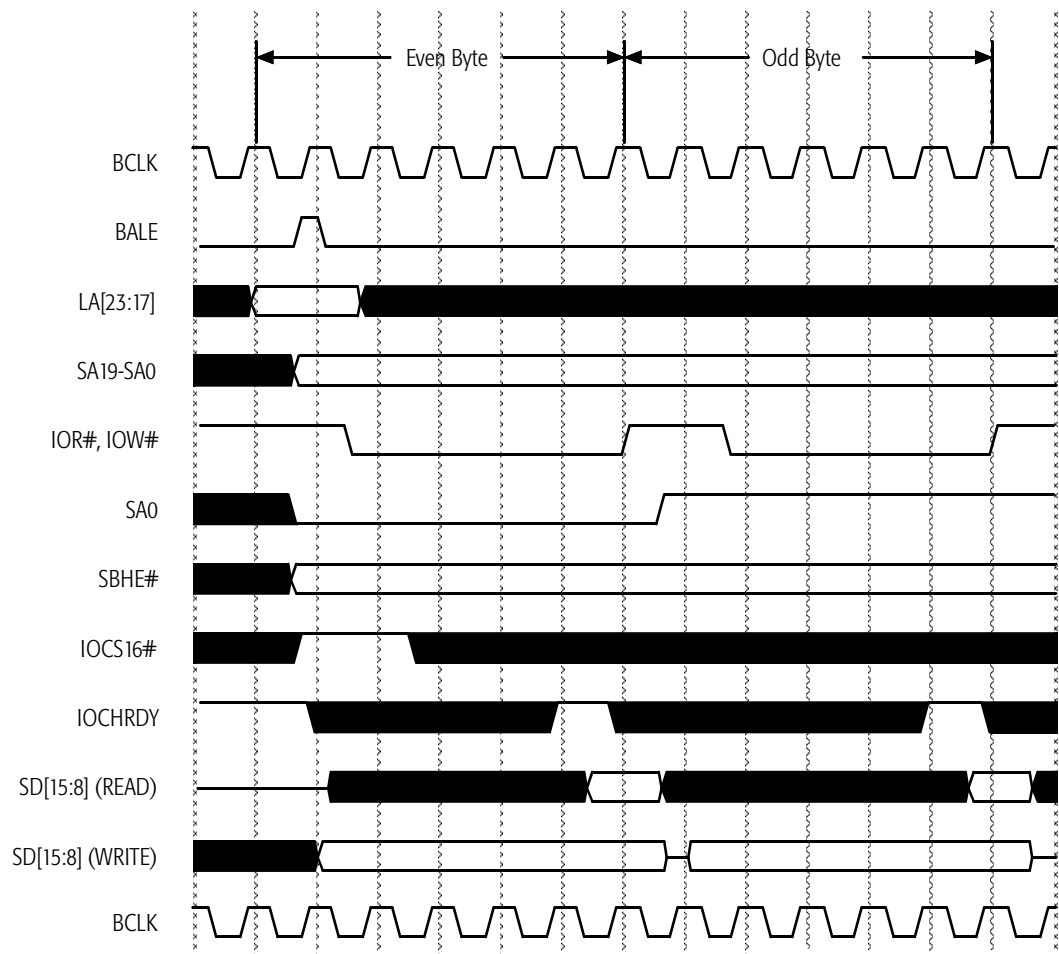 Even Byte Odd Byte
BCLK
BALE
LA[23:17]
SA19-SA0
IOR#, IOW#
SA0
SBHE#
IOCS16#
IOCHRDY
SD[15:8] (READ)
SD[15:8] (WRITE)
BCLK